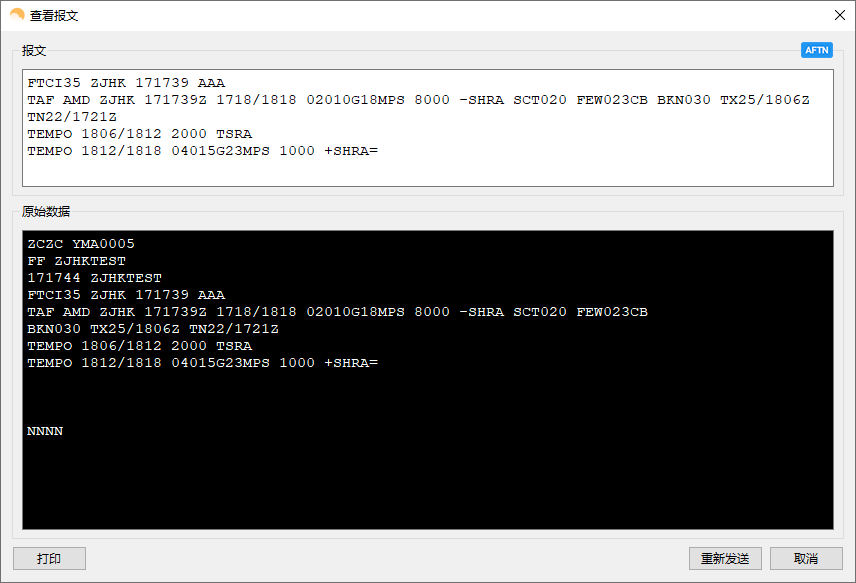 查看报文
报文
AFTN
FTCI35 ZJHK 171739 AAA
TAF AMD ZJHK 171739Z 1718/1818 02010G18MPS 8000 -SHRA SCT020 FEW023CB BKN030 TX25/1806Z
TN22/1721Z
TEMPO 1806/1812 2000 TSRA
TEMPO 1812/1818 04015G23MPS 1000 +SHRA=
原始数据
ZCZC YMA0005
FF ZJHKTEST
171744 ZJHKTEST
FTCI35 ZJHK 171739 AAA
TAF AMD ZJHK 171739Z 1718/1818 02010G18MPS 8000 -SHRA SCT020 FEW023CB
BKN030 TX25/1806Z TN22/1721Z
TEMPO 1806/1812 2000 TSRA
TEMPO 1812/1818 04015G23MPS 1000 +SHRA=
NNNN
打印
重新发送
取消